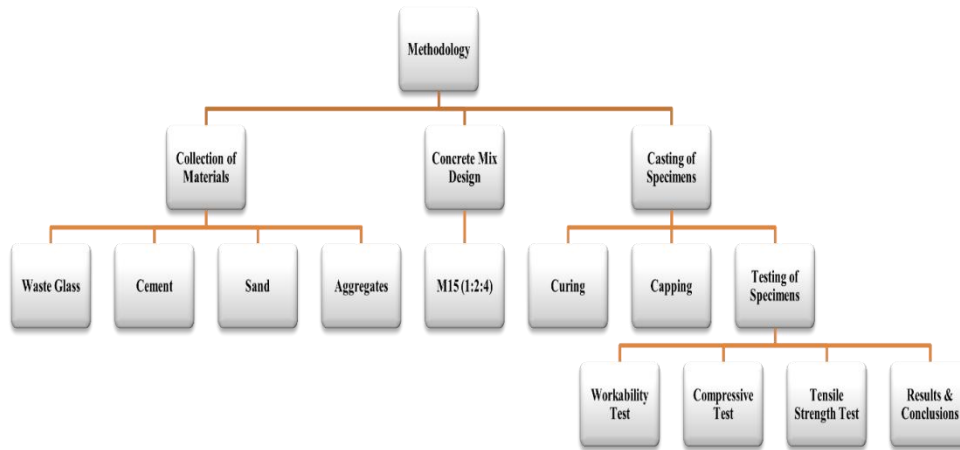 Methodology
Collection of
Materials
Concrete Mix
Design
Casting of
Specimens
Waste Glass
Cement
Sand
Aggregates
M15 (1:2:4)
Curing
Capping
Testing of
Specimens
Workability
Test
Compressive
Test
Tensile
Strength Test
Results &
Conclusions